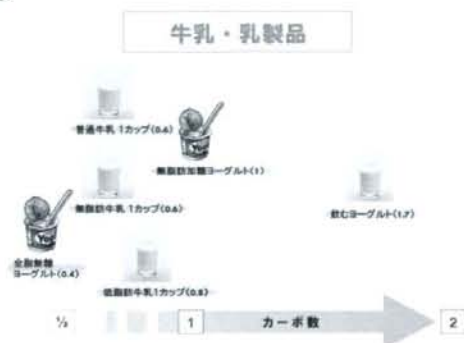 牛乳・乳製品
普通牛乳 1カップ(0.6)
無脂肪加糖ヨーグルト(1)
無脂肪牛乳 1カップ(0.6)
飲むヨーグルト(1.7)
全脂無糖
ヨーグルト(0.4)
低脂肪牛乳1カップ(0.8)
½
1
カーボ数
2